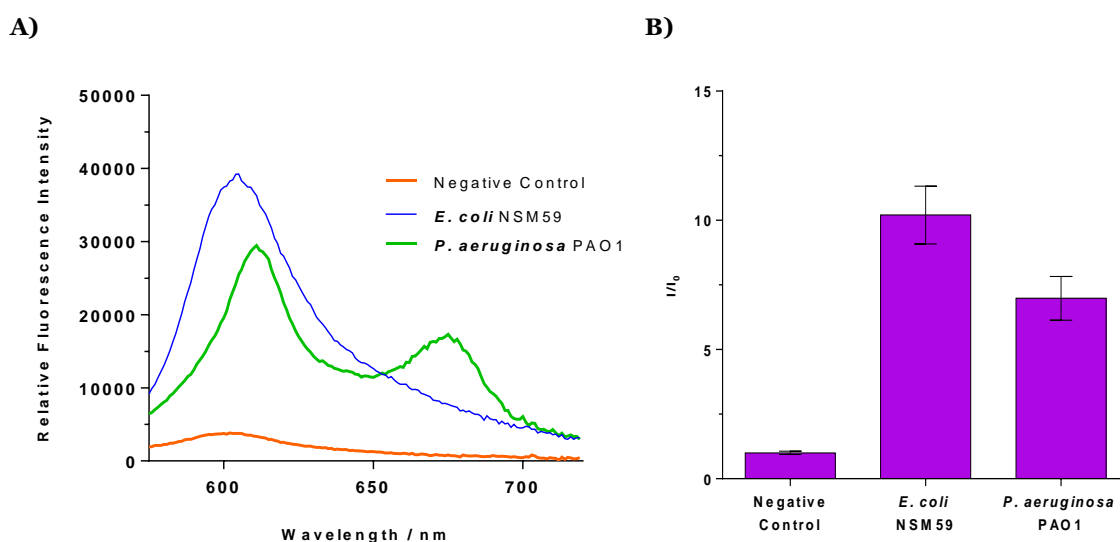 A)
Relative Fluorescence Intensity
50000
40000
30000
20000
10000
0
600
650
700
Wavelength / nm
Negative Control
E. coli NSM59
P. aeruginosa PAO1
B)
I/I₀
15
10
5
0
Negative
Control
E. coli
NSM59
P. aeruginosa
PAO1